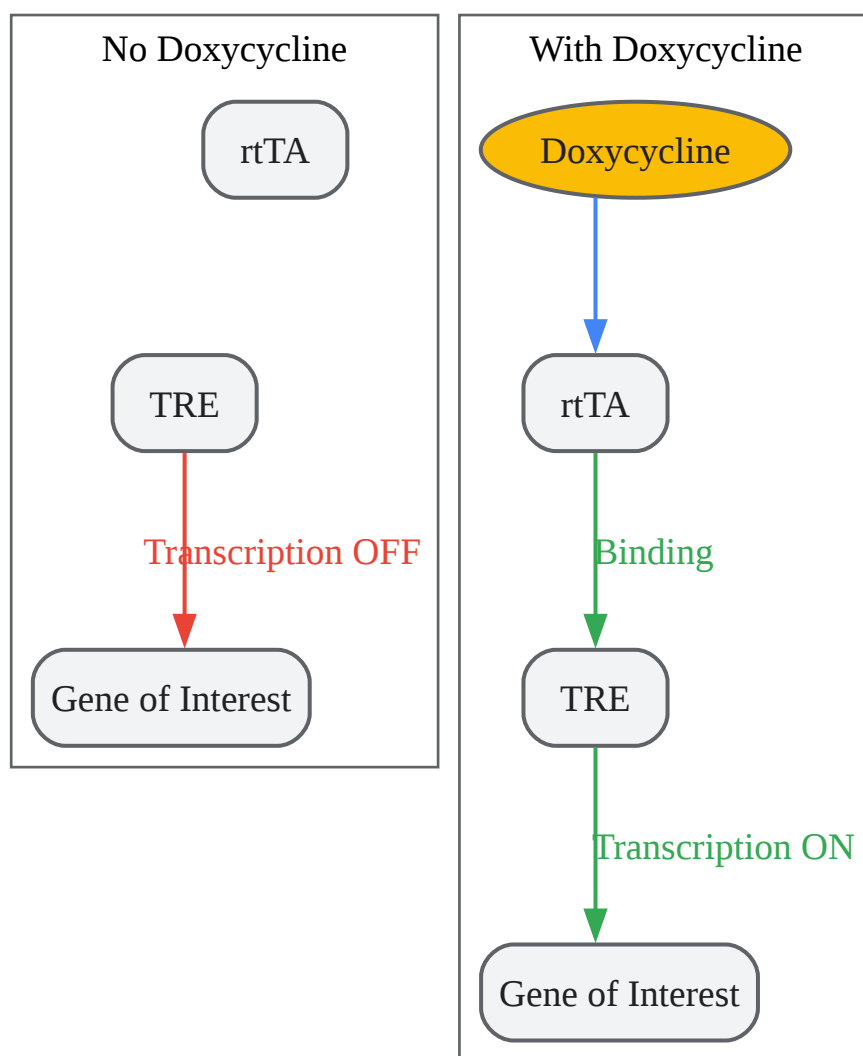 No Doxycycline
rtTA
TRE
Transcription OFF
Gene of Interest
With Doxycycline
Doxycycline
rtTA
Binding
TRE
Transcription ON
Gene of Interest